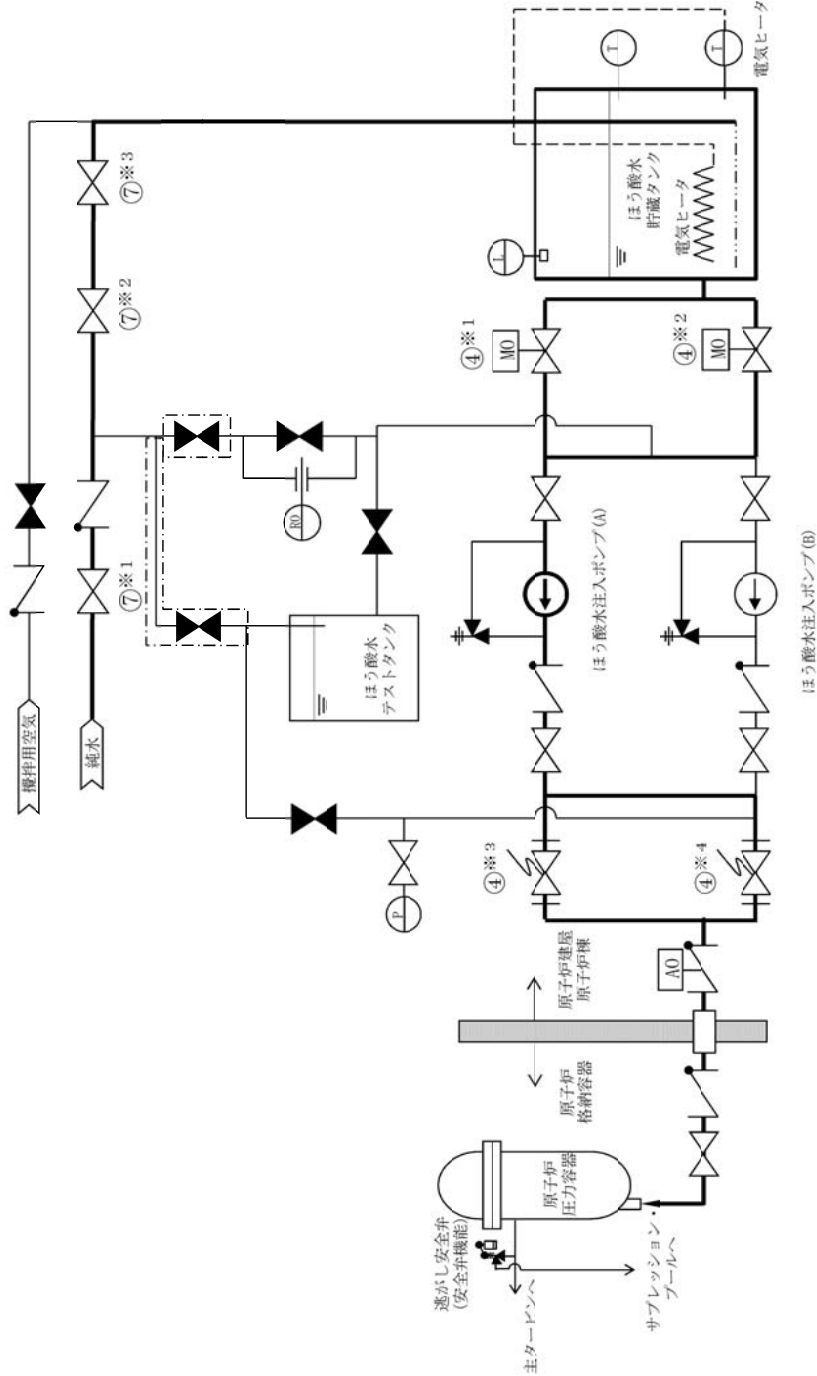 逃がし安全弁
(安全弁機能)
主タービンへ
サプレッション・
プールへ
原子炉
圧力容器
原子炉
格納容器
原子炉建屋
原子炉棟
AO
④※3
④※4
P
攪拌用空気
純水
⑦※1
⑦※2
⑦※3
ほう酸水
テストタンク
RO
ほう酸水注入ポンプ(A)
ほう酸水注入ポンプ(B)
④※1
MO
④※2
MO
L
ほう酸水
貯蔵タンク
電気ヒータ
T
T
電気ヒータ